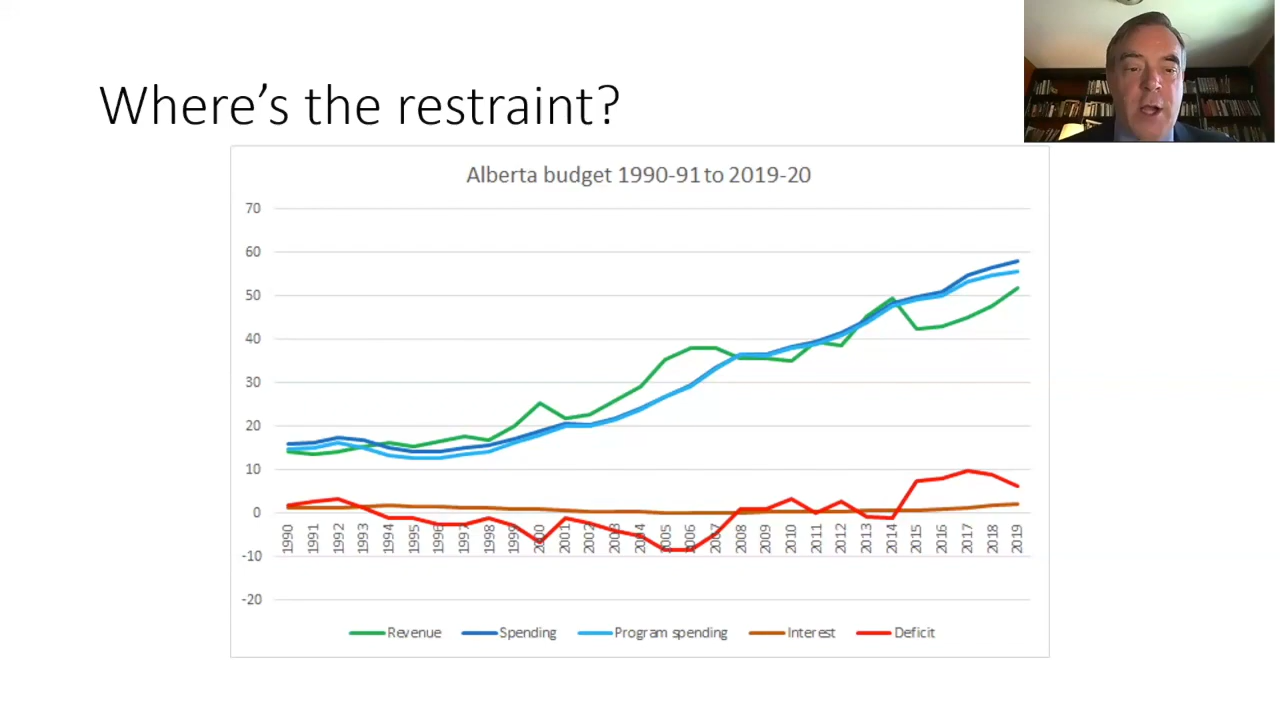 Where's the restraint?
Alberta budget 1990-91 to 2019-20
70
60
50
40
30
20
10
0
-10
-20
1990 1991 1992 1993 1994 1995 1996 1997 1998 1999 2000 2001 2002 2003 2004 2005 2006 2007 2008 2009 2010 2011 2012 2013 2014 2015 2016 2017 2018 2019
Revenue Spending Program spending Interest Deficit